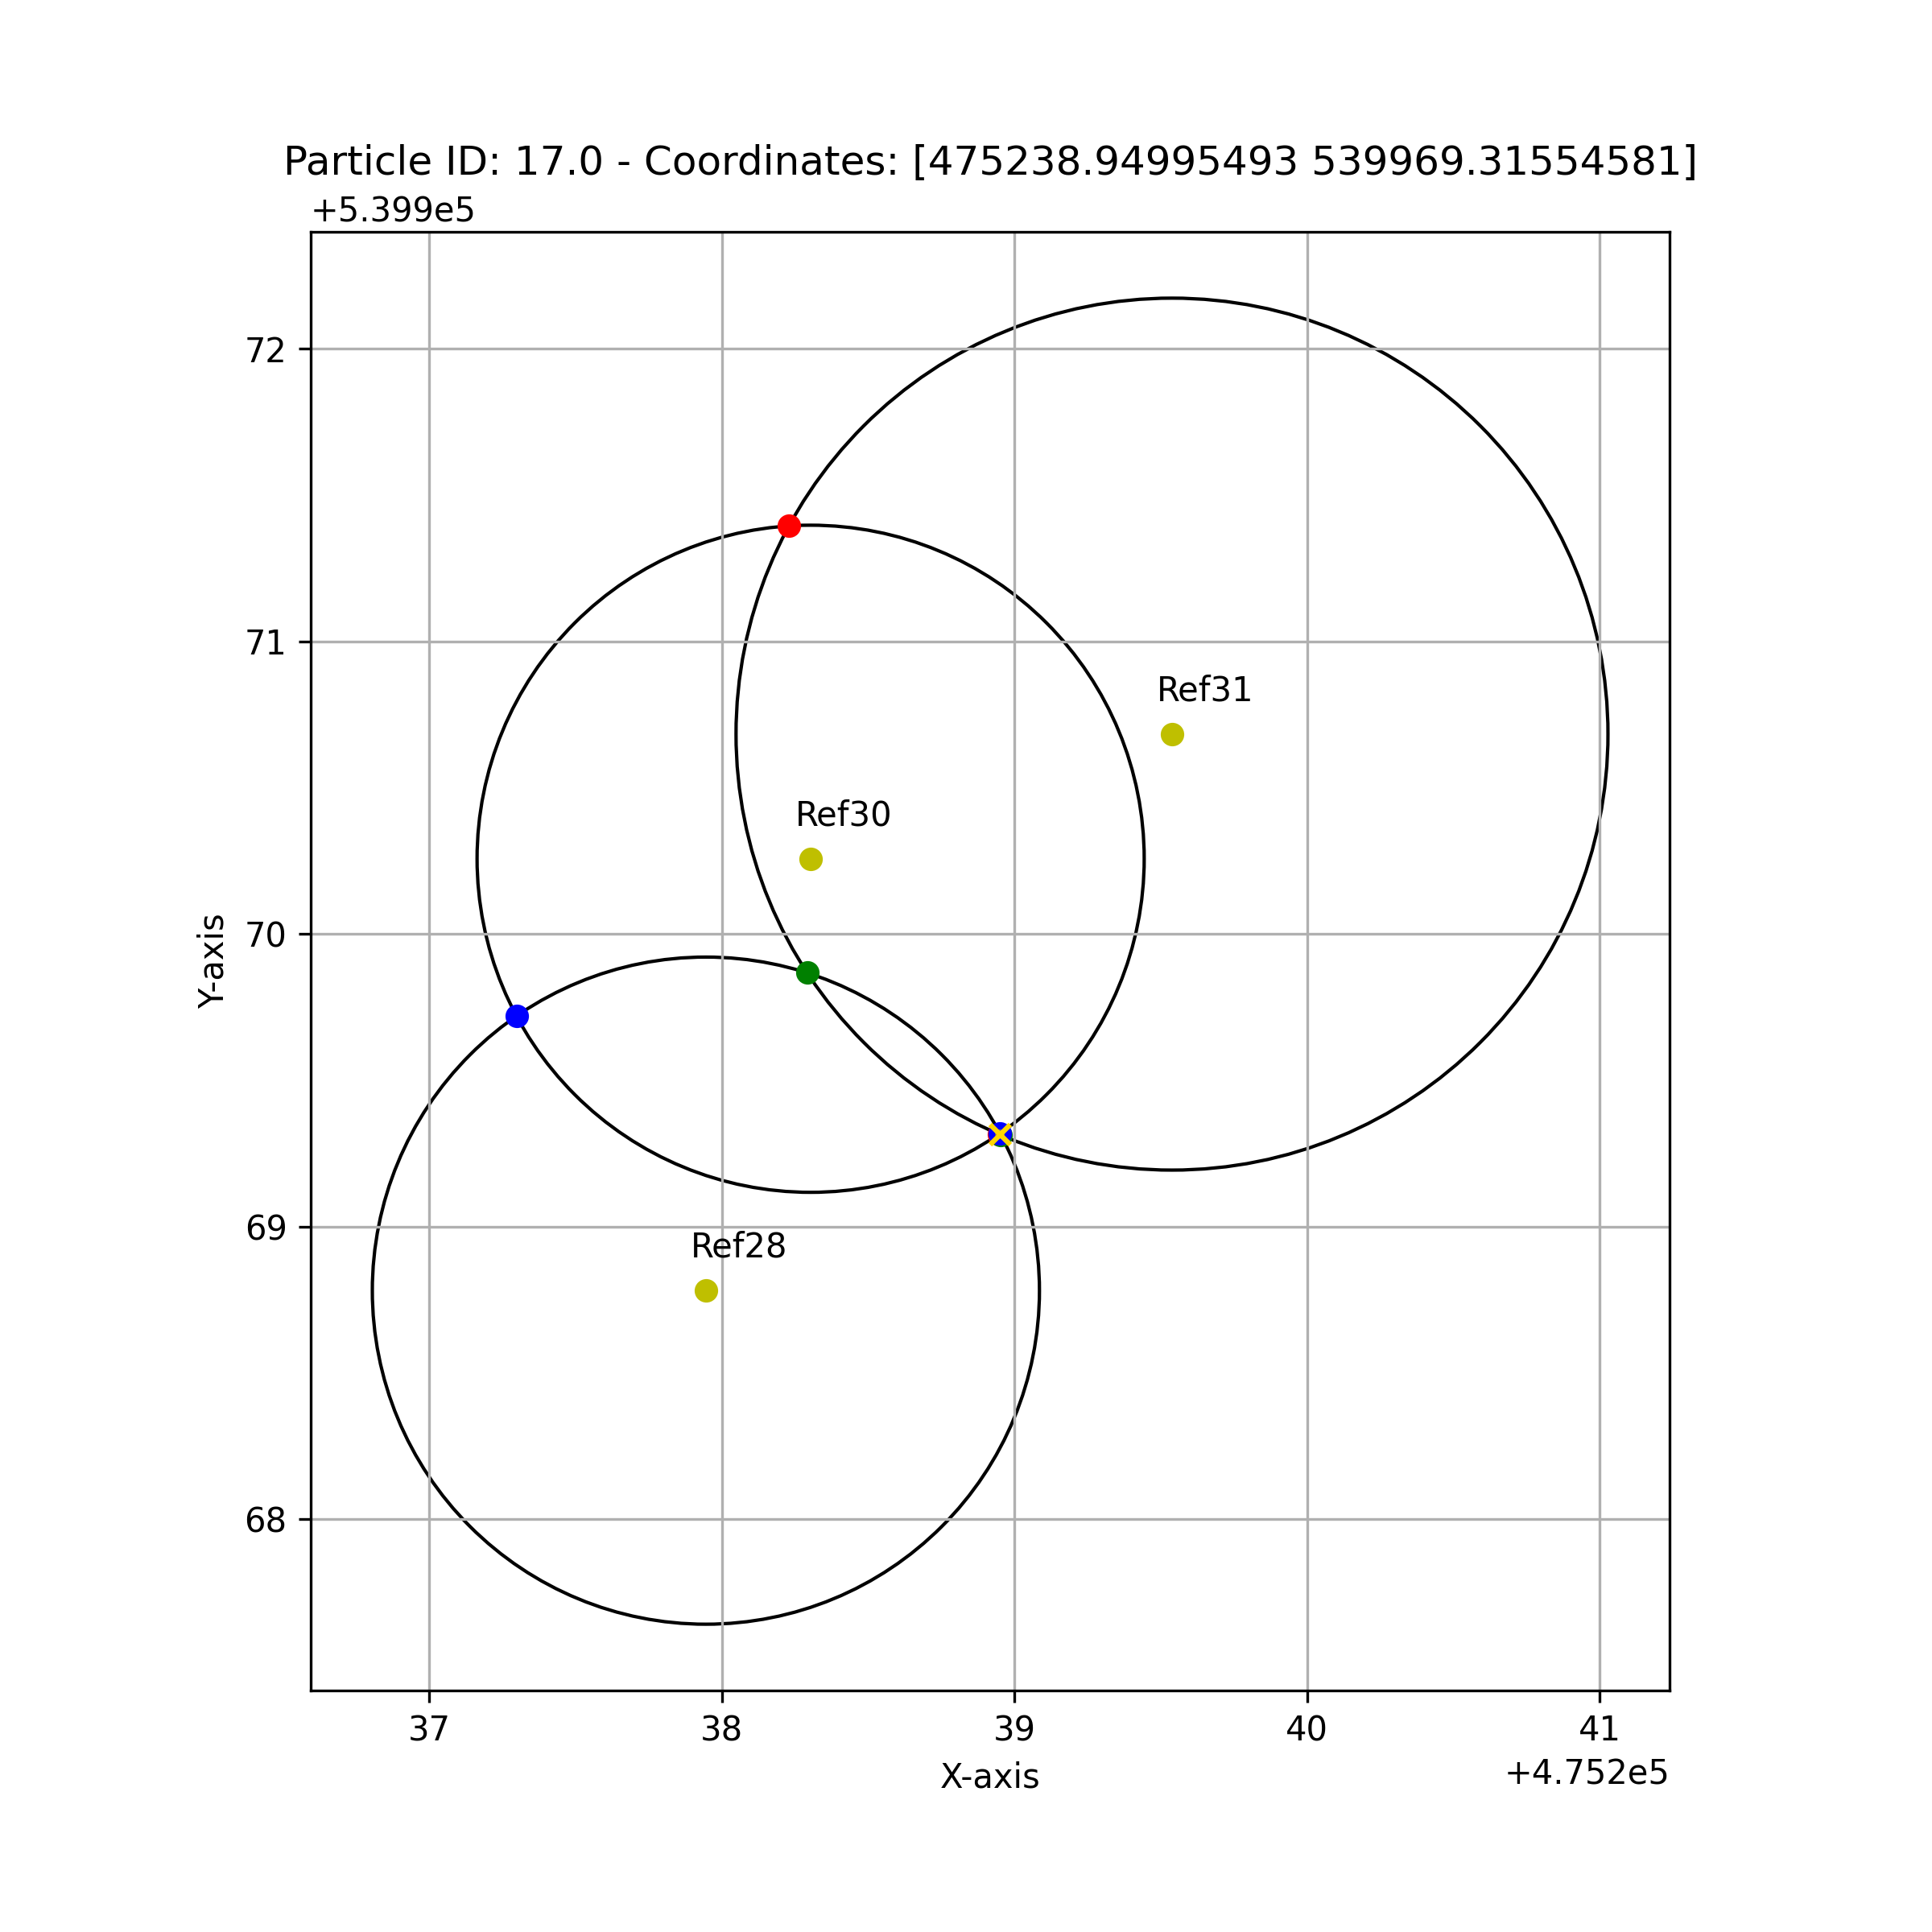 Particle ID: 17.0 - Coordinates: [475238.94995493 539969.31554581]
+5.399e5
72
71
70
69
68
Y-axis
Ref31
Ref30
Ref28
37 38 39 40 41
X-axis
+4.752e5